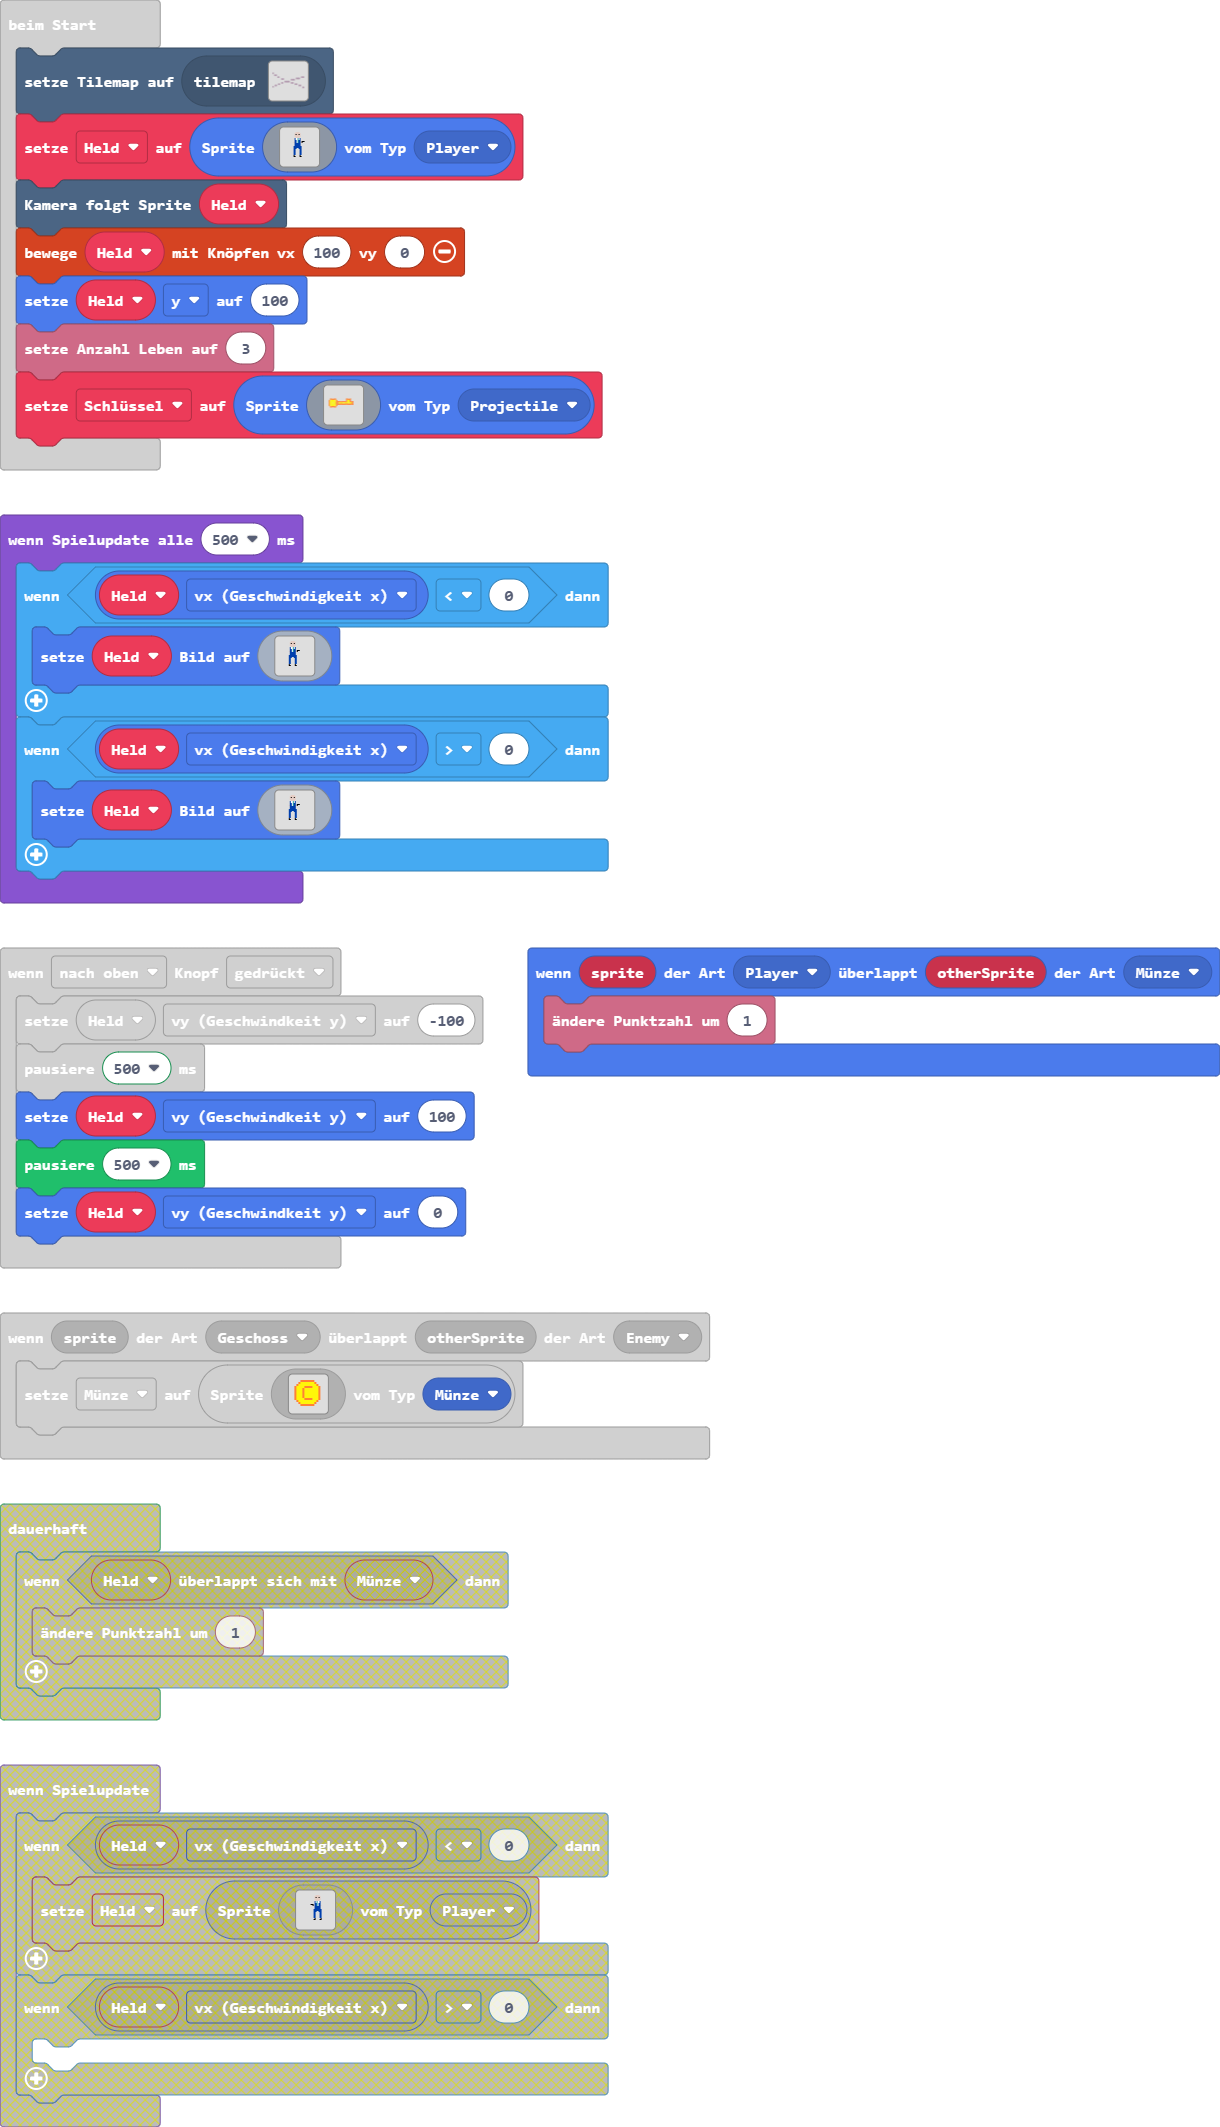 beim Start
setze Tilemap auf tilemap
setze Held auf Sprite vom Typ Player
Kamera folgt Sprite Held
bewege Held mit Knöpfen vx 100 vy 0
setze Held y auf 100
setze Anzahl Leben auf 3
setze Schlüssel auf Sprite vom Typ Projectile
wenn Spielupdate alle 500 ms
wenn Held vx (Geschwindigkeit x) < 0 dann
setze Held Bild auf
wenn Held vx (Geschwindigkeit x) > 0 dann
setze Held Bild auf
wenn nach oben Knopf gedrückt
setze Held vy (Geschwindkeit y) auf -100
pausiere 500 ms
setze Held vy (Geschwindkeit y) auf 100
pausiere 500 ms
setze Held vy (Geschwindkeit y) auf 0
wenn sprite der Art Player überlappt otherSprite der Art Münze
ändere Punktzahl um 1
wenn sprite der Art Geschoss überlappt otherSprite der Art Enemy
setze Münze auf Sprite C vom Typ Münze
dauerhaft
wenn Held überlappt sich mit Münze dann
ändere Punktzahl um 1
wenn Spielupdate
wenn Held vx (Geschwindigkeit x) < 0 dann
setze Held auf Sprite vom Typ Player
wenn Held vx (Geschwindigkeit x) > 0 dann